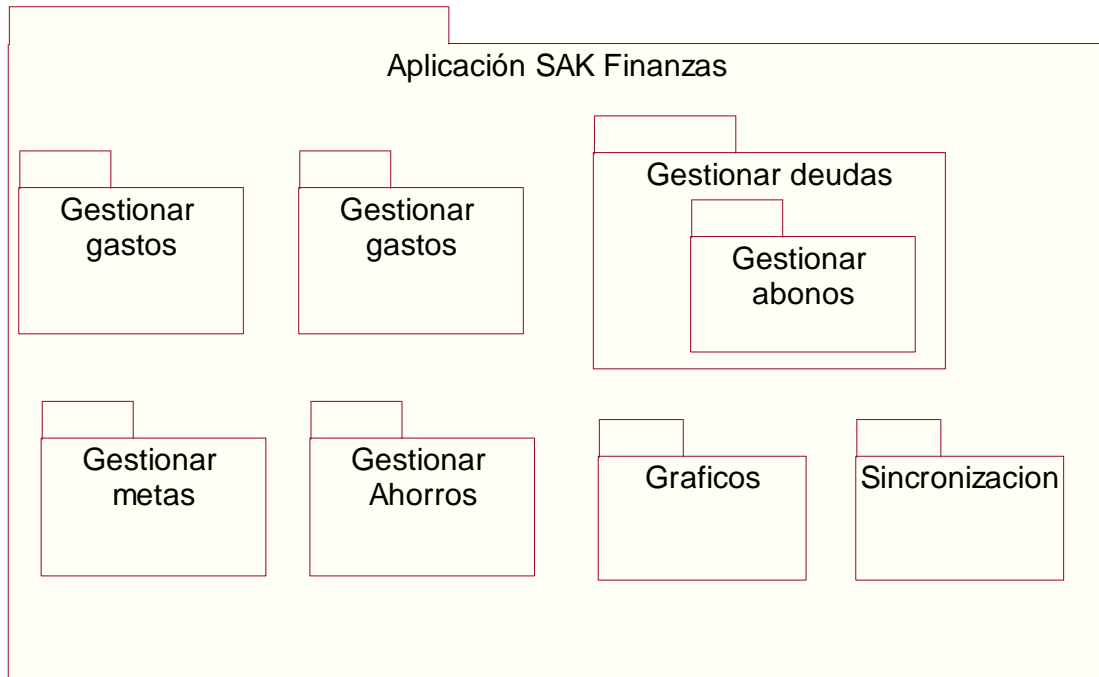 Aplicación SAK Finanzas
Gestionar
gastos
Gestionar
gastos
Gestionar deudas
Gestionar
abonos
Gestionar
metas
Gestionar
Ahorros
Graficos
Sincronizacion